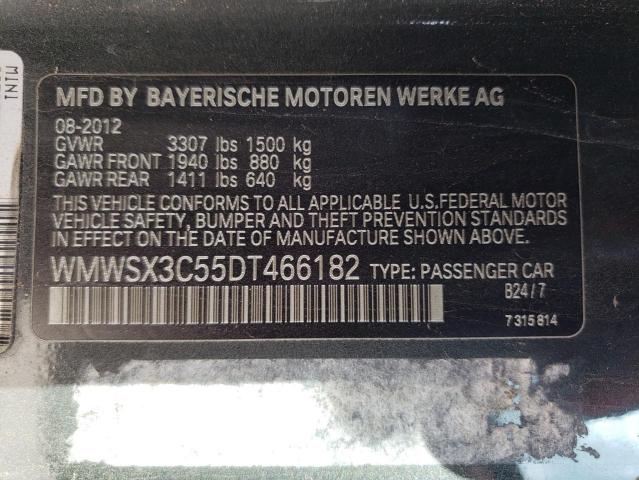 MFD BY BAYERISCHE MOTOREN WERKE AG
08-2012
GVWR 3307 lbs 1500 kg
GAWR FRONT 1940 lbs 880 kg
GAWR REAR 1411 lbs 640 kg
THIS VEHICLE CONFORMS TO ALL APPLICABLE U.S.FEDERAL MOTOR
VEHICLE SAFETY, BUMPER AND THEFT PREVENTION STANDARDS
IN EFFECT ON THE DATE OF MANUFACTURE SHOWN ABOVE.
WMWSX3C55DT466182 TYPE: PASSENGER CAR
B24/7
7315814
MINI